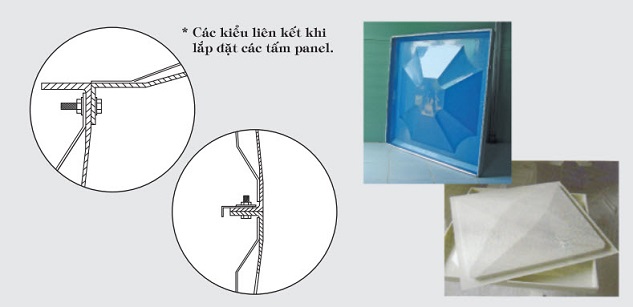 * Các kiểu liên kết khi
lắp đặt các tấm panel.